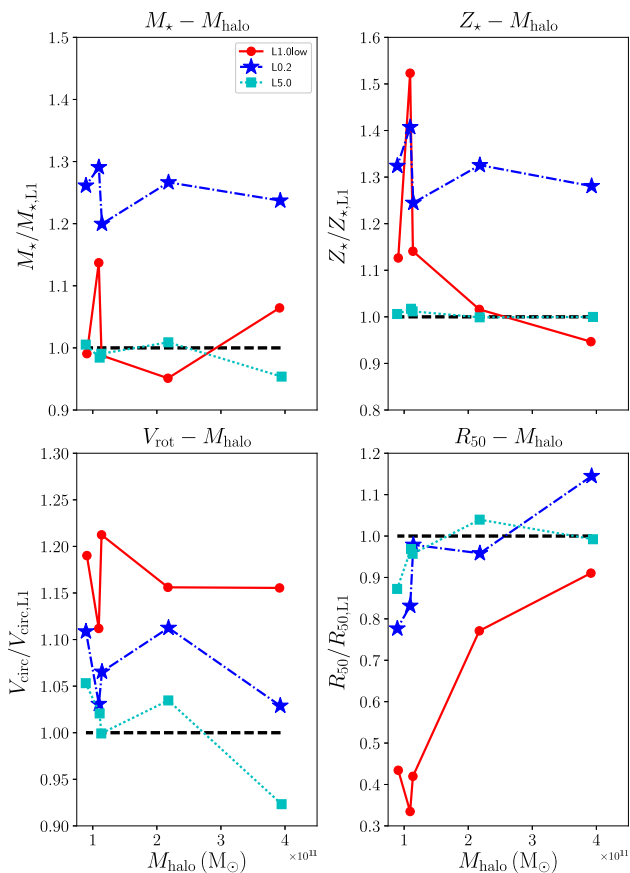 M⋆ − Mhalo
Z⋆ − Mhalo
1.5
1.4
1.3
1.2
1.1
1.0
0.9
M⋆/M⋆,L1
L1.0low
L0.2
L5.0
1.6
1.5
1.4
1.3
1.2
1.1
1.0
0.9
0.8
Z⋆/Z⋆,L1
Vrot − Mhalo
R50 − Mhalo
1.30
1.25
1.20
1.15
1.10
1.05
1.00
0.95
0.90
Vcirc/Vcirc,L1
1 2 3 4
×10¹¹
Mhalo (M⊙)
1.2
1.1
1.0
0.9
0.8
0.7
0.6
0.5
0.4
0.3
R50/R50,L1
1 2 3 4
×10¹¹
Mhalo (M⊙)